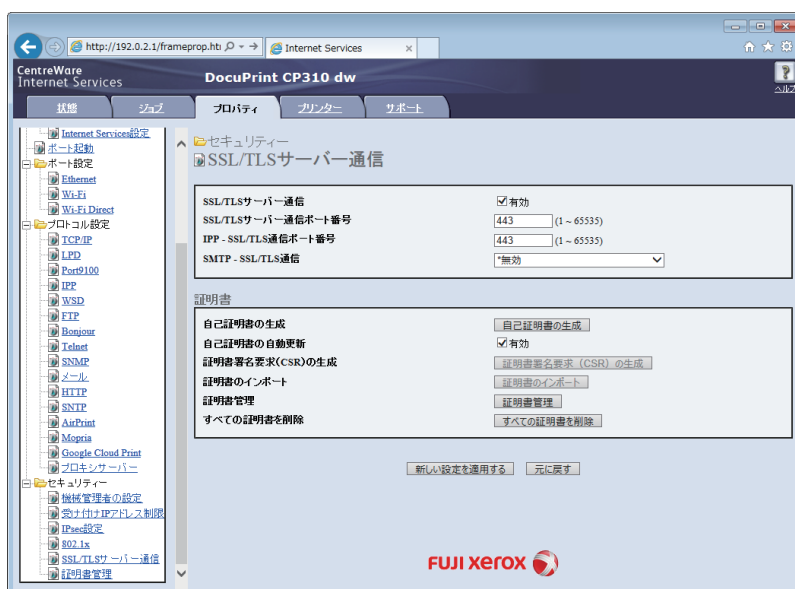 http://192.0.2.1/frameprop.hti
Internet Services
CentreWare
Internet Services
DocuPrint CP310 dw
ヘルプ
状態 ジョブ プロパティ プリンター サポート
Internet Services設定
ポート起動
ポート設定
Ethernet
Wi-Fi
Wi-Fi Direct
プロトコル設定
TCP/IP
LPD
Port9100
IPP
WSD
FTP
Bonjour
Telnet
SNMP
メール
HTTP
SNTP
AirPrint
Mopria
Google Cloud Print
プロキシサーバー
セキュリティー
機械管理者の設定
受け付けIPアドレス制限
IPsec設定
802.1x
SSL/TLSサーバー通信
証明書管理
セキュリティー
SSL/TLSサーバー通信
SSL/TLSサーバー通信 有効
SSL/TLSサーバー通信ポート番号 443 (1 ~ 65535)
IPP - SSL/TLS通信ポート番号 443 (1 ~ 65535)
SMTP - SSL/TLS通信 *無効
証明書
自己証明書の生成 自己証明書の生成
自己証明書の自動更新 有効
証明書署名要求(CSR)の生成 証明書署名要求（CSR）の生成
証明書のインポート 証明書のインポート
証明書管理 証明書管理
すべての証明書を削除 すべての証明書を削除
新しい設定を適用する 元に戻す
FUJI xerox